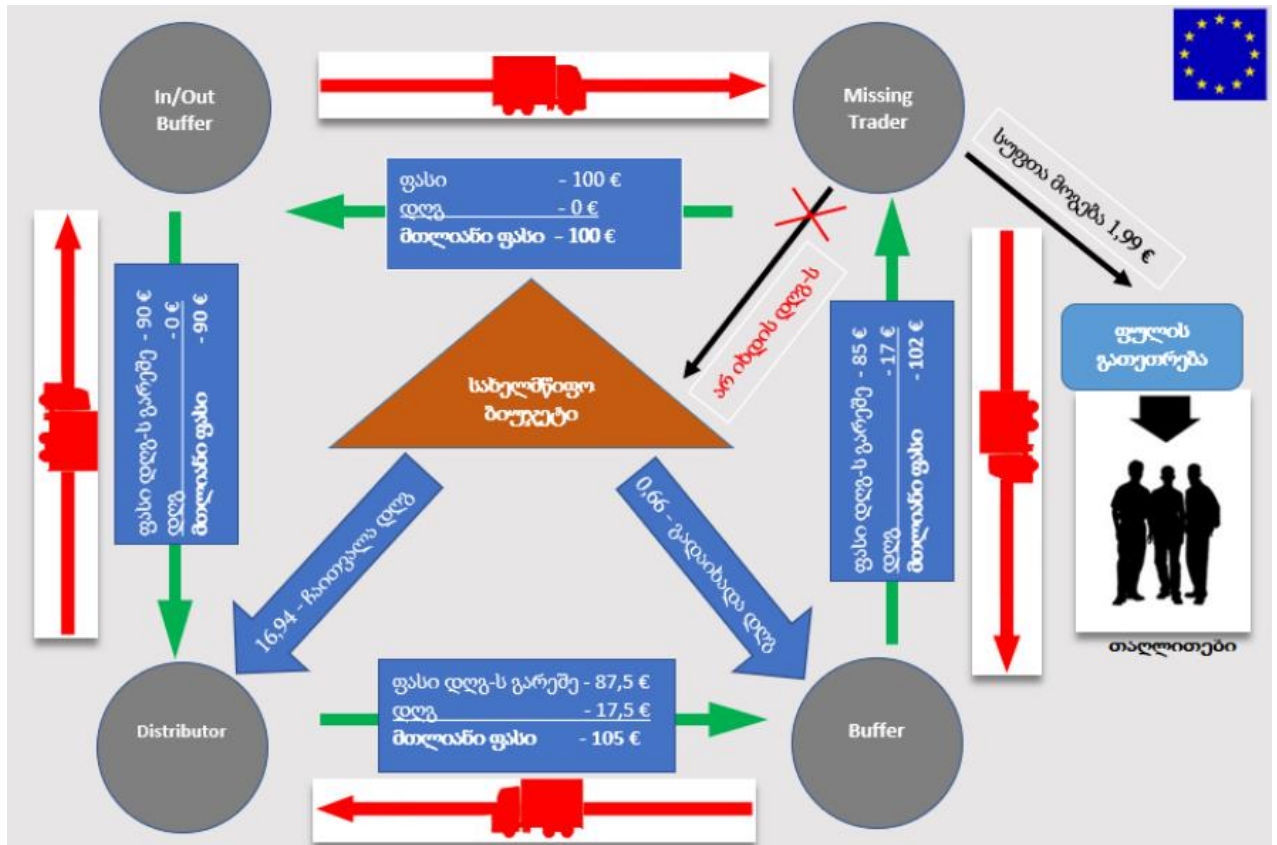 In/Out
Buffer
Missing
Trader
სუფთა მოგება 1,99 €
ფასი - 100 €
დღგ - 0 €
მთლიანი ფასი - 100 €
არ იხდის დღგ-ს
ფულის
გათეთრება
თაღლითები
ფასი დღგ-ს გარეშე - 90 €
დღგ - 0 €
მთლიანი ფასი - 90 €
სახელმწიფო
ბიუჯეტი
ფასი დღგ-ს გარეშე - 85 €
დღგ - 17 €
მთლიანი ფასი - 102 €
16,94 - ჩაითვალა დღგ
0,66 - გადაიხადა დღგ
Distributor
ფასი დღგ-ს გარეშე - 87,5 €
დღგ - 17,5 €
მთლიანი ფასი - 105 €
Buffer